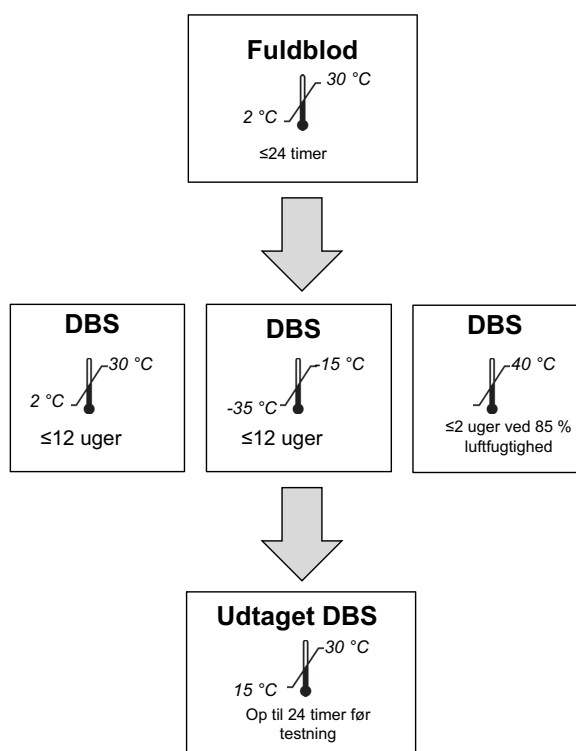 Fuldblod
30 °C
2 °C
≤24 timer
DBS
30 °C
2 °C
≤12 uger
DBS
-15 °C
-35 °C
≤12 uger
DBS
40 °C
≤2 uger ved 85 %
luftfugtighed
Udtaget DBS
30 °C
15 °C
Op til 24 timer før
testning